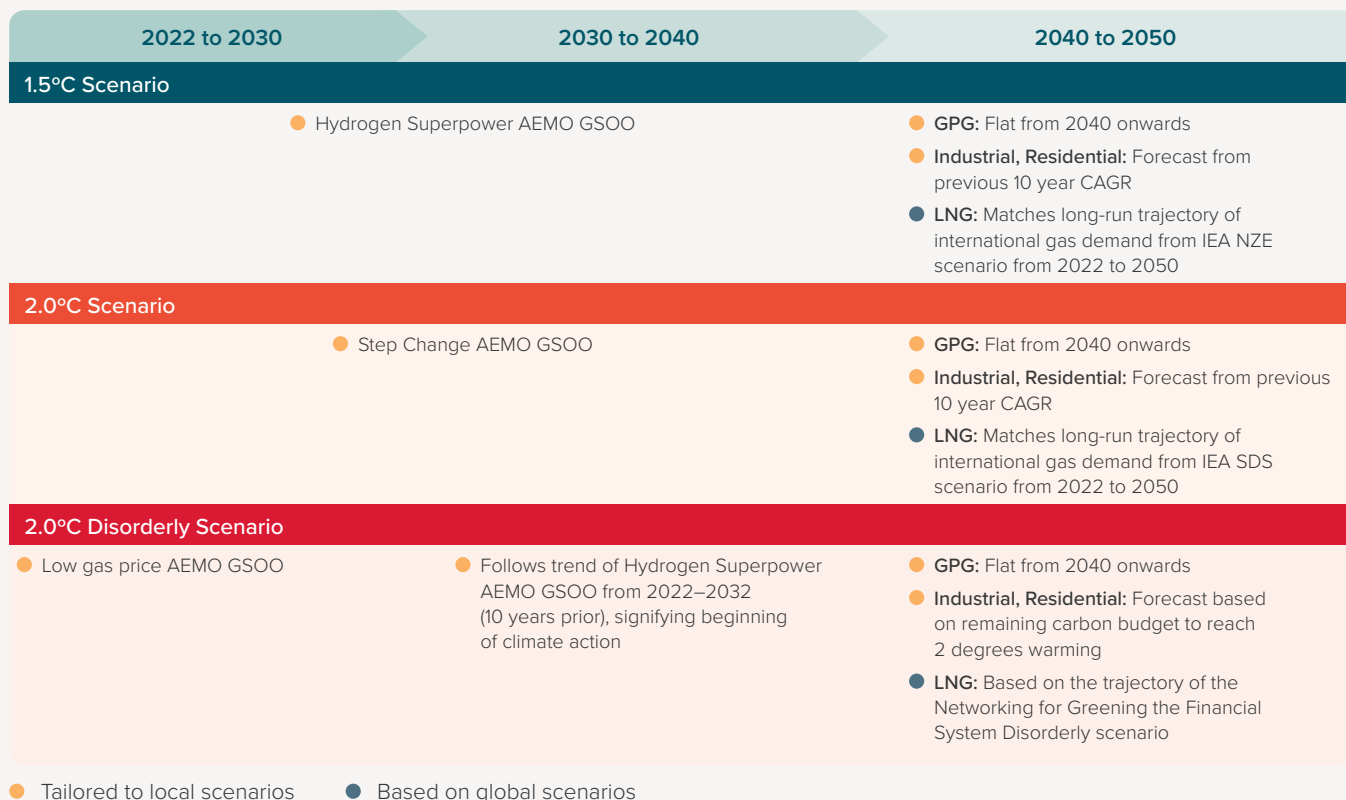 2022 to 2030
2030 to 2040
2040 to 2050
1.5ºC Scenario
Hydrogen Superpower AEMO GSOO
GPG: Flat from 2040 onwards
Industrial, Residential: Forecast from
previous 10 year CAGR
LNG: Matches long-run trajectory of
international gas demand from IEA NZE
scenario from 2022 to 2050
2.0ºC Scenario
Step Change AEMO GSOO
GPG: Flat from 2040 onwards
Industrial, Residential: Forecast from previous
10 year CAGR
LNG: Matches long-run trajectory of
international gas demand from IEA SDS
scenario from 2022 to 2050
2.0ºC Disorderly Scenario
Low gas price AEMO GSOO
Follows trend of Hydrogen Superpower
AEMO GSOO from 2022–2032
(10 years prior), signifying beginning
of climate action
GPG: Flat from 2040 onwards
Industrial, Residential: Forecast based
on remaining carbon budget to reach
2 degrees warming
LNG: Based on the trajectory of the
Networking for Greening the Financial
System Disorderly scenario
Tailored to local scenarios
Based on global scenarios